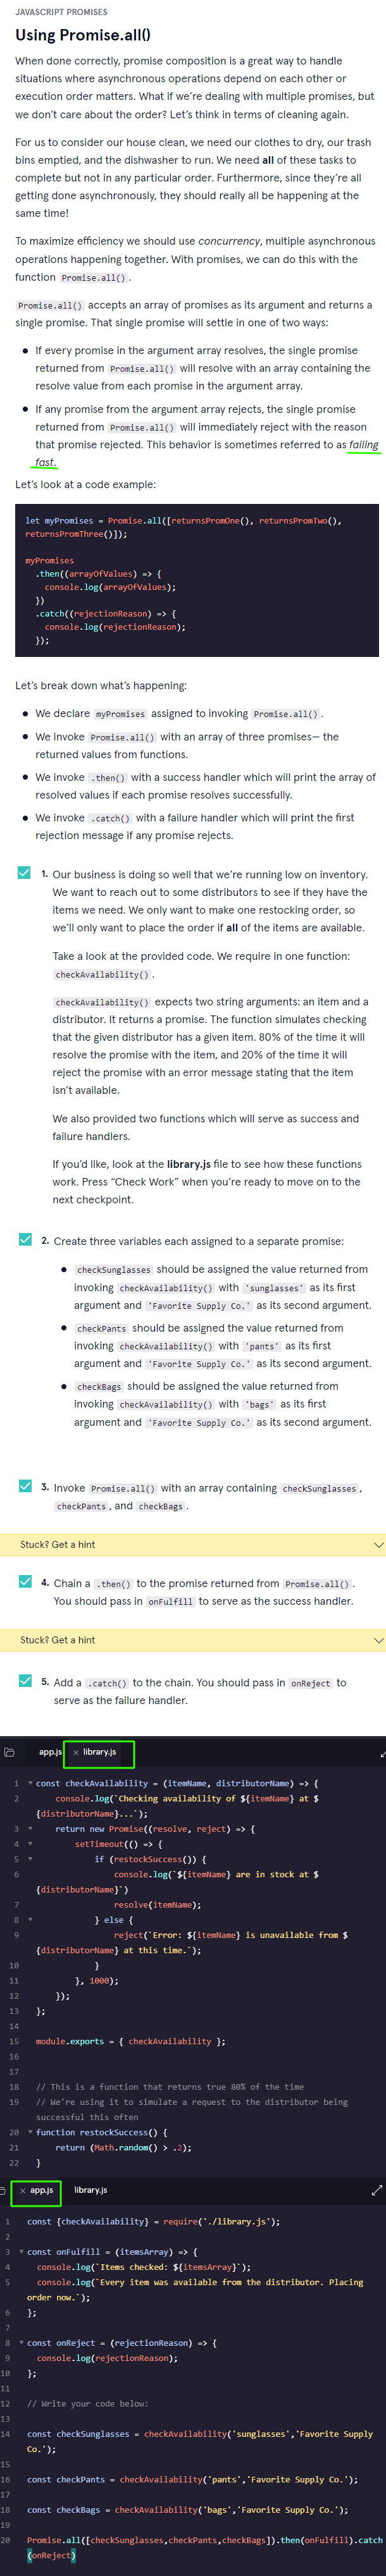 JAVASCRIPT PROMISES
Using Promise.all()
When done correctly, promise composition is a great way to handle
situations where asynchronous operations depend on each other or
execution order matters. What if we’re dealing with multiple promises, but
we don’t care about the order? Let’s think in terms of cleaning again.
For us to consider our house clean, we need our clothes to dry, our trash
bins emptied, and the dishwasher to run. We need all of these tasks to
complete but not in any particular order. Furthermore, since they’re all
getting done asynchronously, they should really all be happening at the
same time!
To maximize efficiency we should use concurrency, multiple asynchronous
operations happening together. With promises, we can do this with the
function Promise.all().
Promise.all() accepts an array of promises as its argument and returns a
single promise. That single promise will settle in one of two ways:
● If every promise in the argument array resolves, the single promise
returned from Promise.all() will resolve with an array containing the
resolve value from each promise in the argument array.
● If any promise from the argument array rejects, the single promise
returned from Promise.all() will immediately reject with the reason
that promise rejected. This behavior is sometimes referred to as failing
fast.
Let’s look at a code example:
let myPromises = Promise.all([returnsPromOne(), returnsPromTwo(),
returnsPromThree()]);
myPromises
.then((arrayOfValues) => {
console.log(arrayOfValues);
})
.catch((rejectionReason) => {
console.log(rejectionReason);
});
Let’s break down what’s happening:
● We declare myPromises assigned to invoking Promise.all().
● We invoke Promise.all() with an array of three promises— the
returned values from functions.
● We invoke .then() with a success handler which will print the array of
resolved values if each promise resolves successfully.
● We invoke .catch() with a failure handler which will print the first
rejection message if any promise rejects.
1. Our business is doing so well that we’re running low on inventory.
We want to reach out to some distributors to see if they have the
items we need. We only want to make one restocking order, so
we’ll only want to place the order if all of the items are available.
Take a look at the provided code. We require in one function:
checkAvailability().
checkAvailability() expects two string arguments: an item and a
distributor. It returns a promise. The function simulates checking
that the given distributor has a given item. 80% of the time it will
resolve the promise with the item, and 20% of the time it will
reject the promise with an error message stating that the item
isn’t available.
We also provided two functions which will serve as success and
failure handlers.
If you’d like, look at the library.js file to see how these functions
work. Press “Check Work” when you’re ready to move on to the
next checkpoint.
2. Create three variables each assigned to a separate promise:
● checkSunglasses should be assigned the value returned from
invoking checkAvailability() with 'sunglasses' as its first
argument and 'Favorite Supply Co.' as its second argument.
● checkPants should be assigned the value returned from
invoking checkAvailability() with 'pants' as its first
argument and 'Favorite Supply Co.' as its second argument.
● checkBags should be assigned the value returned from
invoking checkAvailability() with 'bags' as its first
argument and 'Favorite Supply Co.' as its second argument.
3. Invoke Promise.all() with an array containing checkSunglasses,
checkPants, and checkBags.
Stuck? Get a hint
4. Chain a .then() to the promise returned from Promise.all().
You should pass in onFulfill to serve as the success handler.
Stuck? Get a hint
5. Add a .catch() to the chain. You should pass in onReject to
serve as the failure handler.
app.js × library.js
1 const checkAvailability = (itemName, distributorName) => {
2 console.log(`Checking availability of ${itemName} at $
{distributorName}...`);
3 return new Promise((resolve, reject) => {
4 setTimeout(() => {
5 if (restockSuccess()) {
6 console.log(`${itemName} are in stock at $
{distributorName}`)
7 resolve(itemName);
8 } else {
9 reject(`Error: ${itemName} is unavailable from $
{distributorName} at this time.`);
10 }
11 }, 1000);
12 });
13 };
14
15 module.exports = { checkAvailability };
16
17
18 // This is a function that returns true 80% of the time
19 // We're using it to simulate a request to the distributor being
successful this often
20 function restockSuccess() {
21 return (Math.random() > .2);
22 }
× app.js library.js
1 const {checkAvailability} = require('./library.js');
2
3 const onFulfill = (itemsArray) => {
4 console.log(`Items checked: ${itemsArray}`);
5 console.log(`Every item was available from the distributor. Placing
order now.`);
6 };
7
8 const onReject = (rejectionReason) => {
9 console.log(rejectionReason);
10 };
11
12 // Write your code below:
13
14 const checkSunglasses = checkAvailability('sunglasses','Favorite Supply
Co.');
15
16 const checkPants = checkAvailability('pants','Favorite Supply Co.');
17
18 const checkBags = checkAvailability('bags','Favorite Supply Co.');
19
20 Promise.all([checkSunglasses,checkPants,checkBags]).then(onFulfill).catch
(onReject)